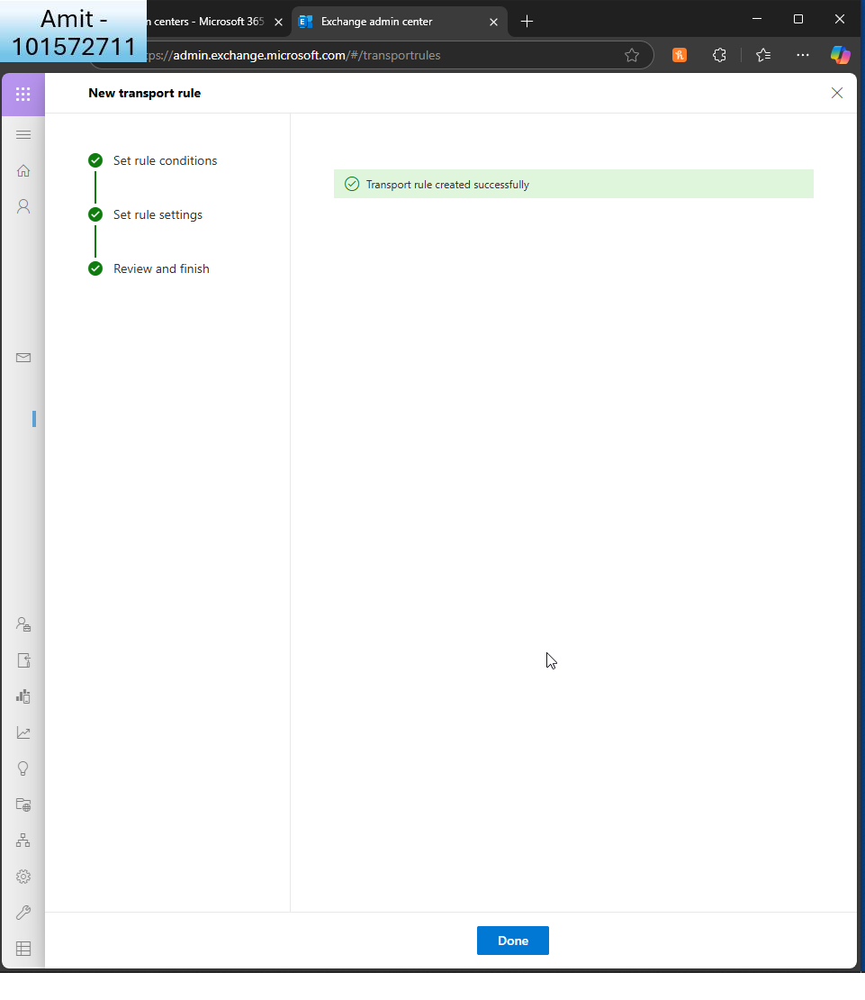 Amit -
101572711
n centers - Microsoft 365
Exchange admin center
ps://admin.exchange.microsoft.com/#/transportrules
New transport rule
Set rule conditions
Transport rule created successfully
Set rule settings
Review and finish
Done